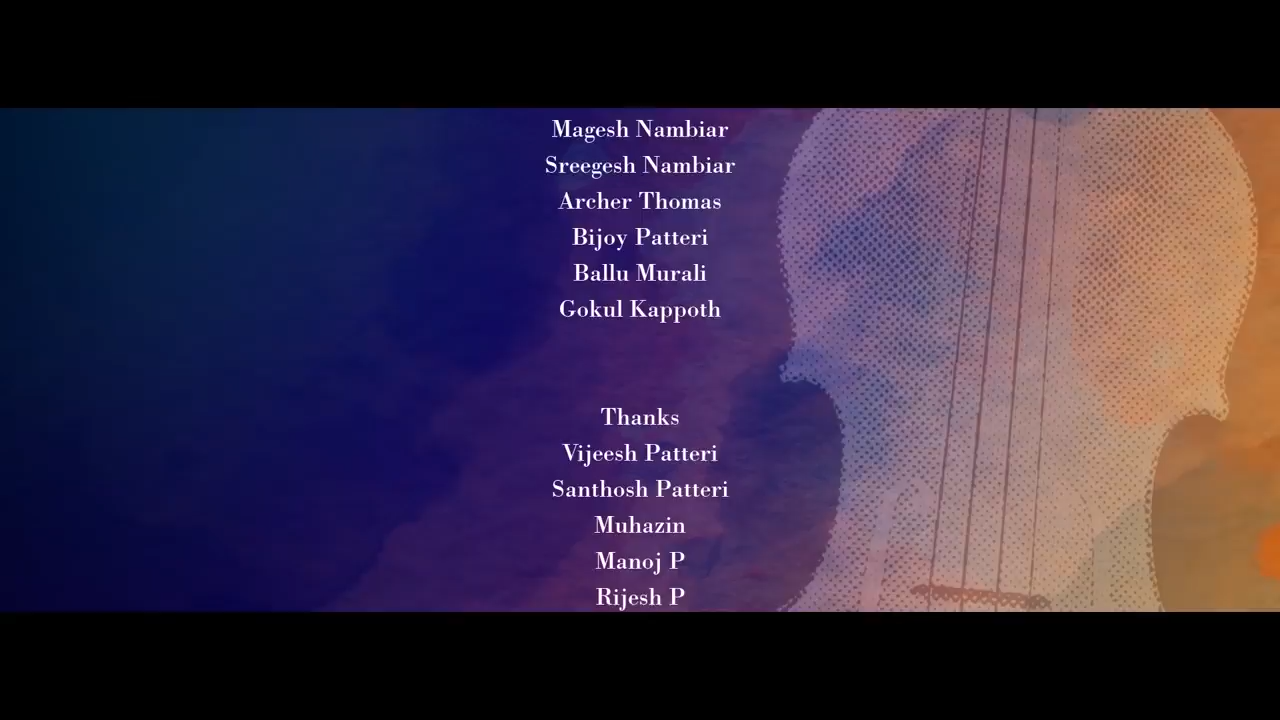 Magesh Nambiar
Sreegesh Nambiar
Archer Thomas
Bijoy Patteri
Ballu Murali
Gokul Kappoth
Thanks
Vijeesh Patteri
Santhosh Patteri
Muhazin
Manoj P
Rijesh P